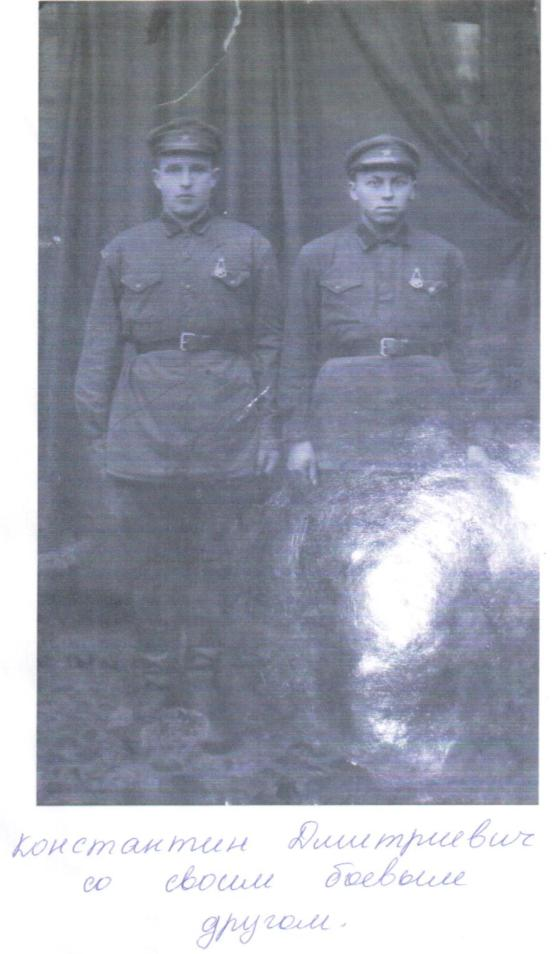 Константин Дмитриевич
со своим боевым
другом.